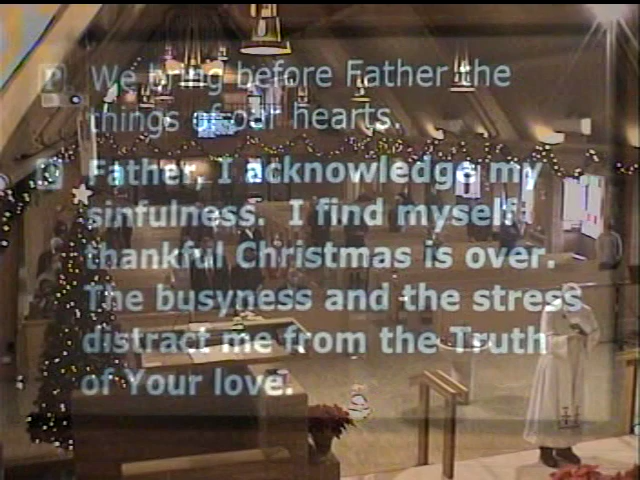 P We bring before Father the
things of our hearts.
C Father, I acknowledge my
sinfulness. I find myself
thankful Christmas is over.
The busyness and the stress
distract me from the Truth
of Your love.